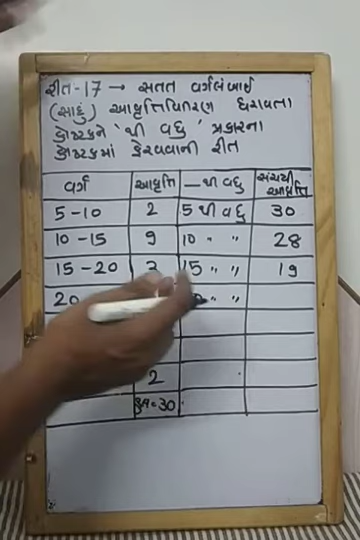 રીત-17 → સતત વર્ગલંબાઈ
(સાદું) આવૃત્તિવિતરણ ધરાવતા
કોષ્ટકને 'થી વધુ' પ્રકારના
કોષ્ટકમાં ફેરવવાની રીત
વર્ગ આવૃત્તિ —થી વધુ સંચયી આવૃત્તિ
5-10 2 5 થી વધુ 30
10-15 9 10 " " 28
15-20 3 15 " " 19
20 " "
2
કુલ=30